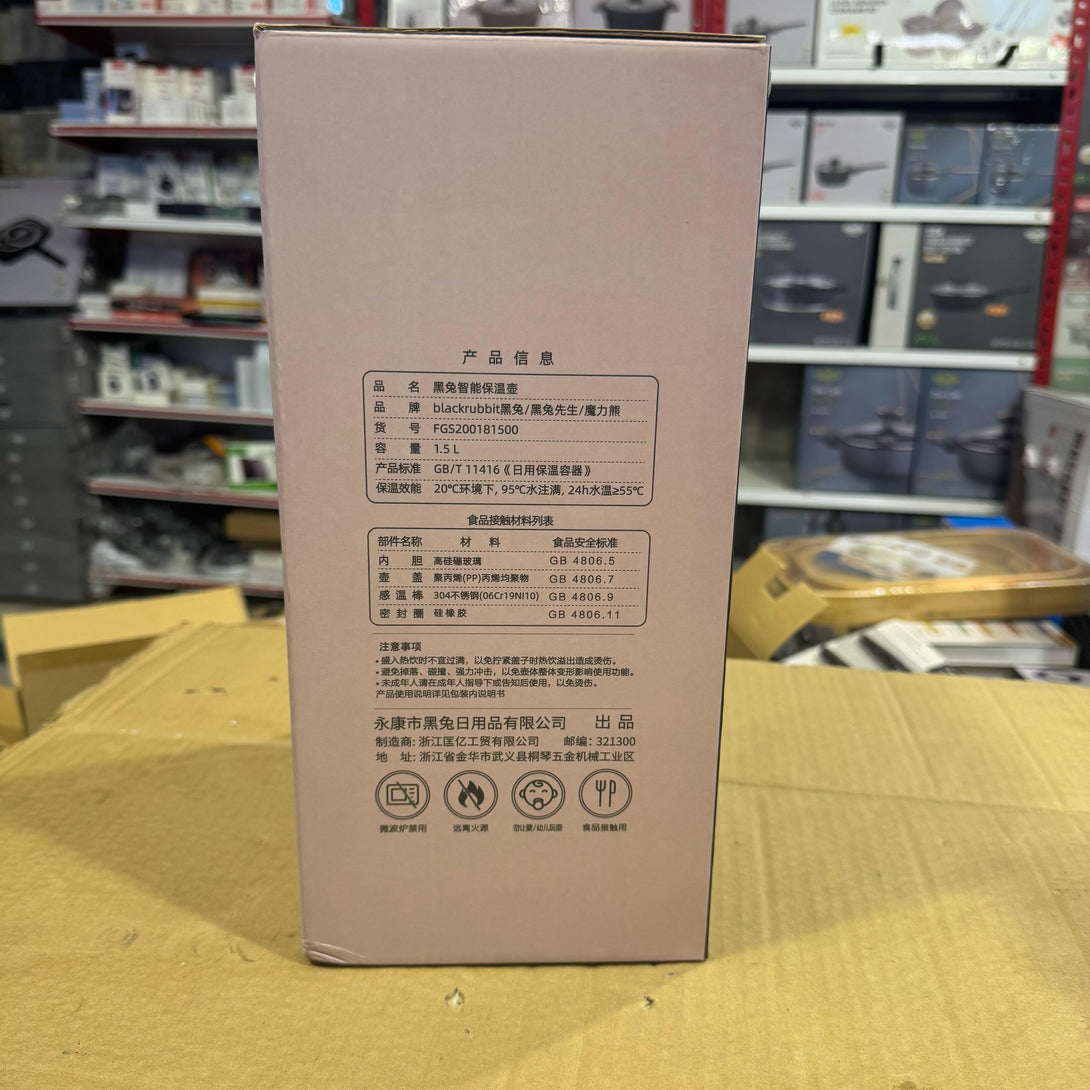 产品信息
品名 黑兔智能保温壶
品牌 blackrubbit黑兔/黑兔先生/魔力熊
货号 FGS200181500
容量 1.5 L
产品标准 GB/T 11416《日用保温容器》
保温效能 20℃环境下, 95℃水注满, 24h水温≥55℃
食品接触材料列表
部件名称 材料 食品安全标准
内胆 高硅硼玻璃 GB 4806.5
壶盖 聚丙烯(PP)丙烯均聚物 GB 4806.7
感温棒 304不锈钢(06Cr19NI10) GB 4806.9
密封圈 硅橡胶 GB 4806.11
注意事项
•盛入热饮时不宜过满，以免拧紧盖子时热饮溢出造成烫伤。
•避免掉落、碰撞、强力冲击，以免壶体整体变形影响使用功能。
•未成年人请在成年人指导下或告知后使用，以免烫伤。
产品使用说明详见包装内说明书
永康市黑兔日用品有限公司 出品
制造商: 浙江匡亿工贸有限公司 邮编: 321300
地址: 浙江省金华市武义县桐琴五金机械工业区
微波炉禁用 远离火源 勿让婴/幼儿玩耍 食品接触用